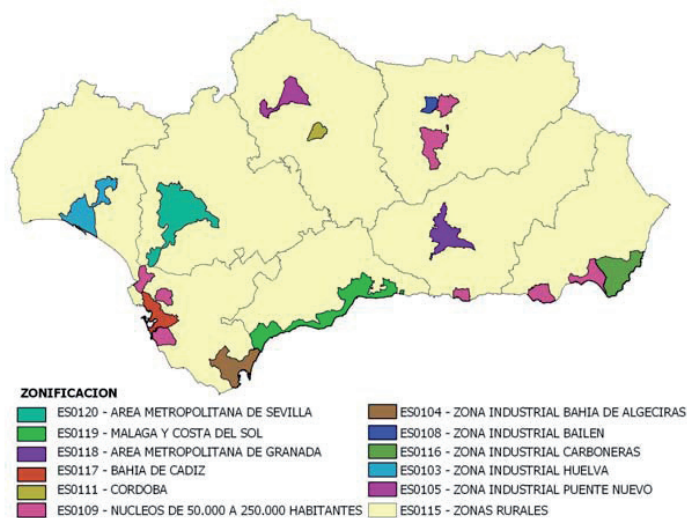 ZONIFICACION
ES0120 - AREA METROPOLITANA DE SEVILLA
ES0119 - MALAGA Y COSTA DEL SOL
ES0118 - AREA METROPOLITANA DE GRANADA
ES0117 - BAHIA DE CADIZ
ES0111 - CORDOBA
ES0109 - NUCLEOS DE 50.000 A 250.000 HABITANTES
ES0104 - ZONA INDUSTRIAL BAHIA DE ALGECIRAS
ES0108 - ZONA INDUSTRIAL BAILEN
ES0116 - ZONA INDUSTRIAL CARBONERAS
ES0103 - ZONA INDUSTRIAL HUELVA
ES0105 - ZONA INDUSTRIAL PUENTE NUEVO
ES0115 - ZONAS RURALES